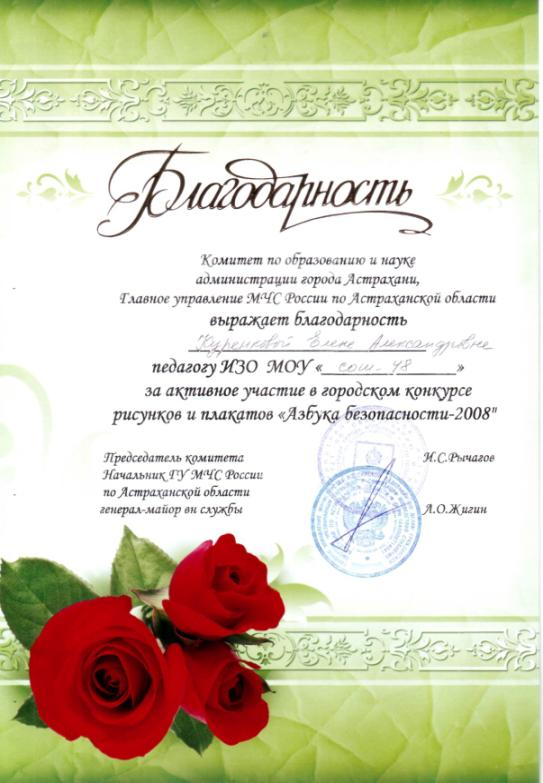 Благодарность
Комитет по образованию и науке
администрации города Астрахани,
Главное управление МЧС России по Астраханской области
выражает благодарность
Куренковой Елене Александровне
педагогу ИЗО МОУ «сош-48»
за активное участие в городском конкурсе
рисунков и плакатов «Азбука безопасности-2008"
Председатель комитета И.С.Рычагов
Начальник ГУ МЧС России
по Астраханской области
генерал-майор вн службы Л.О.Жигин